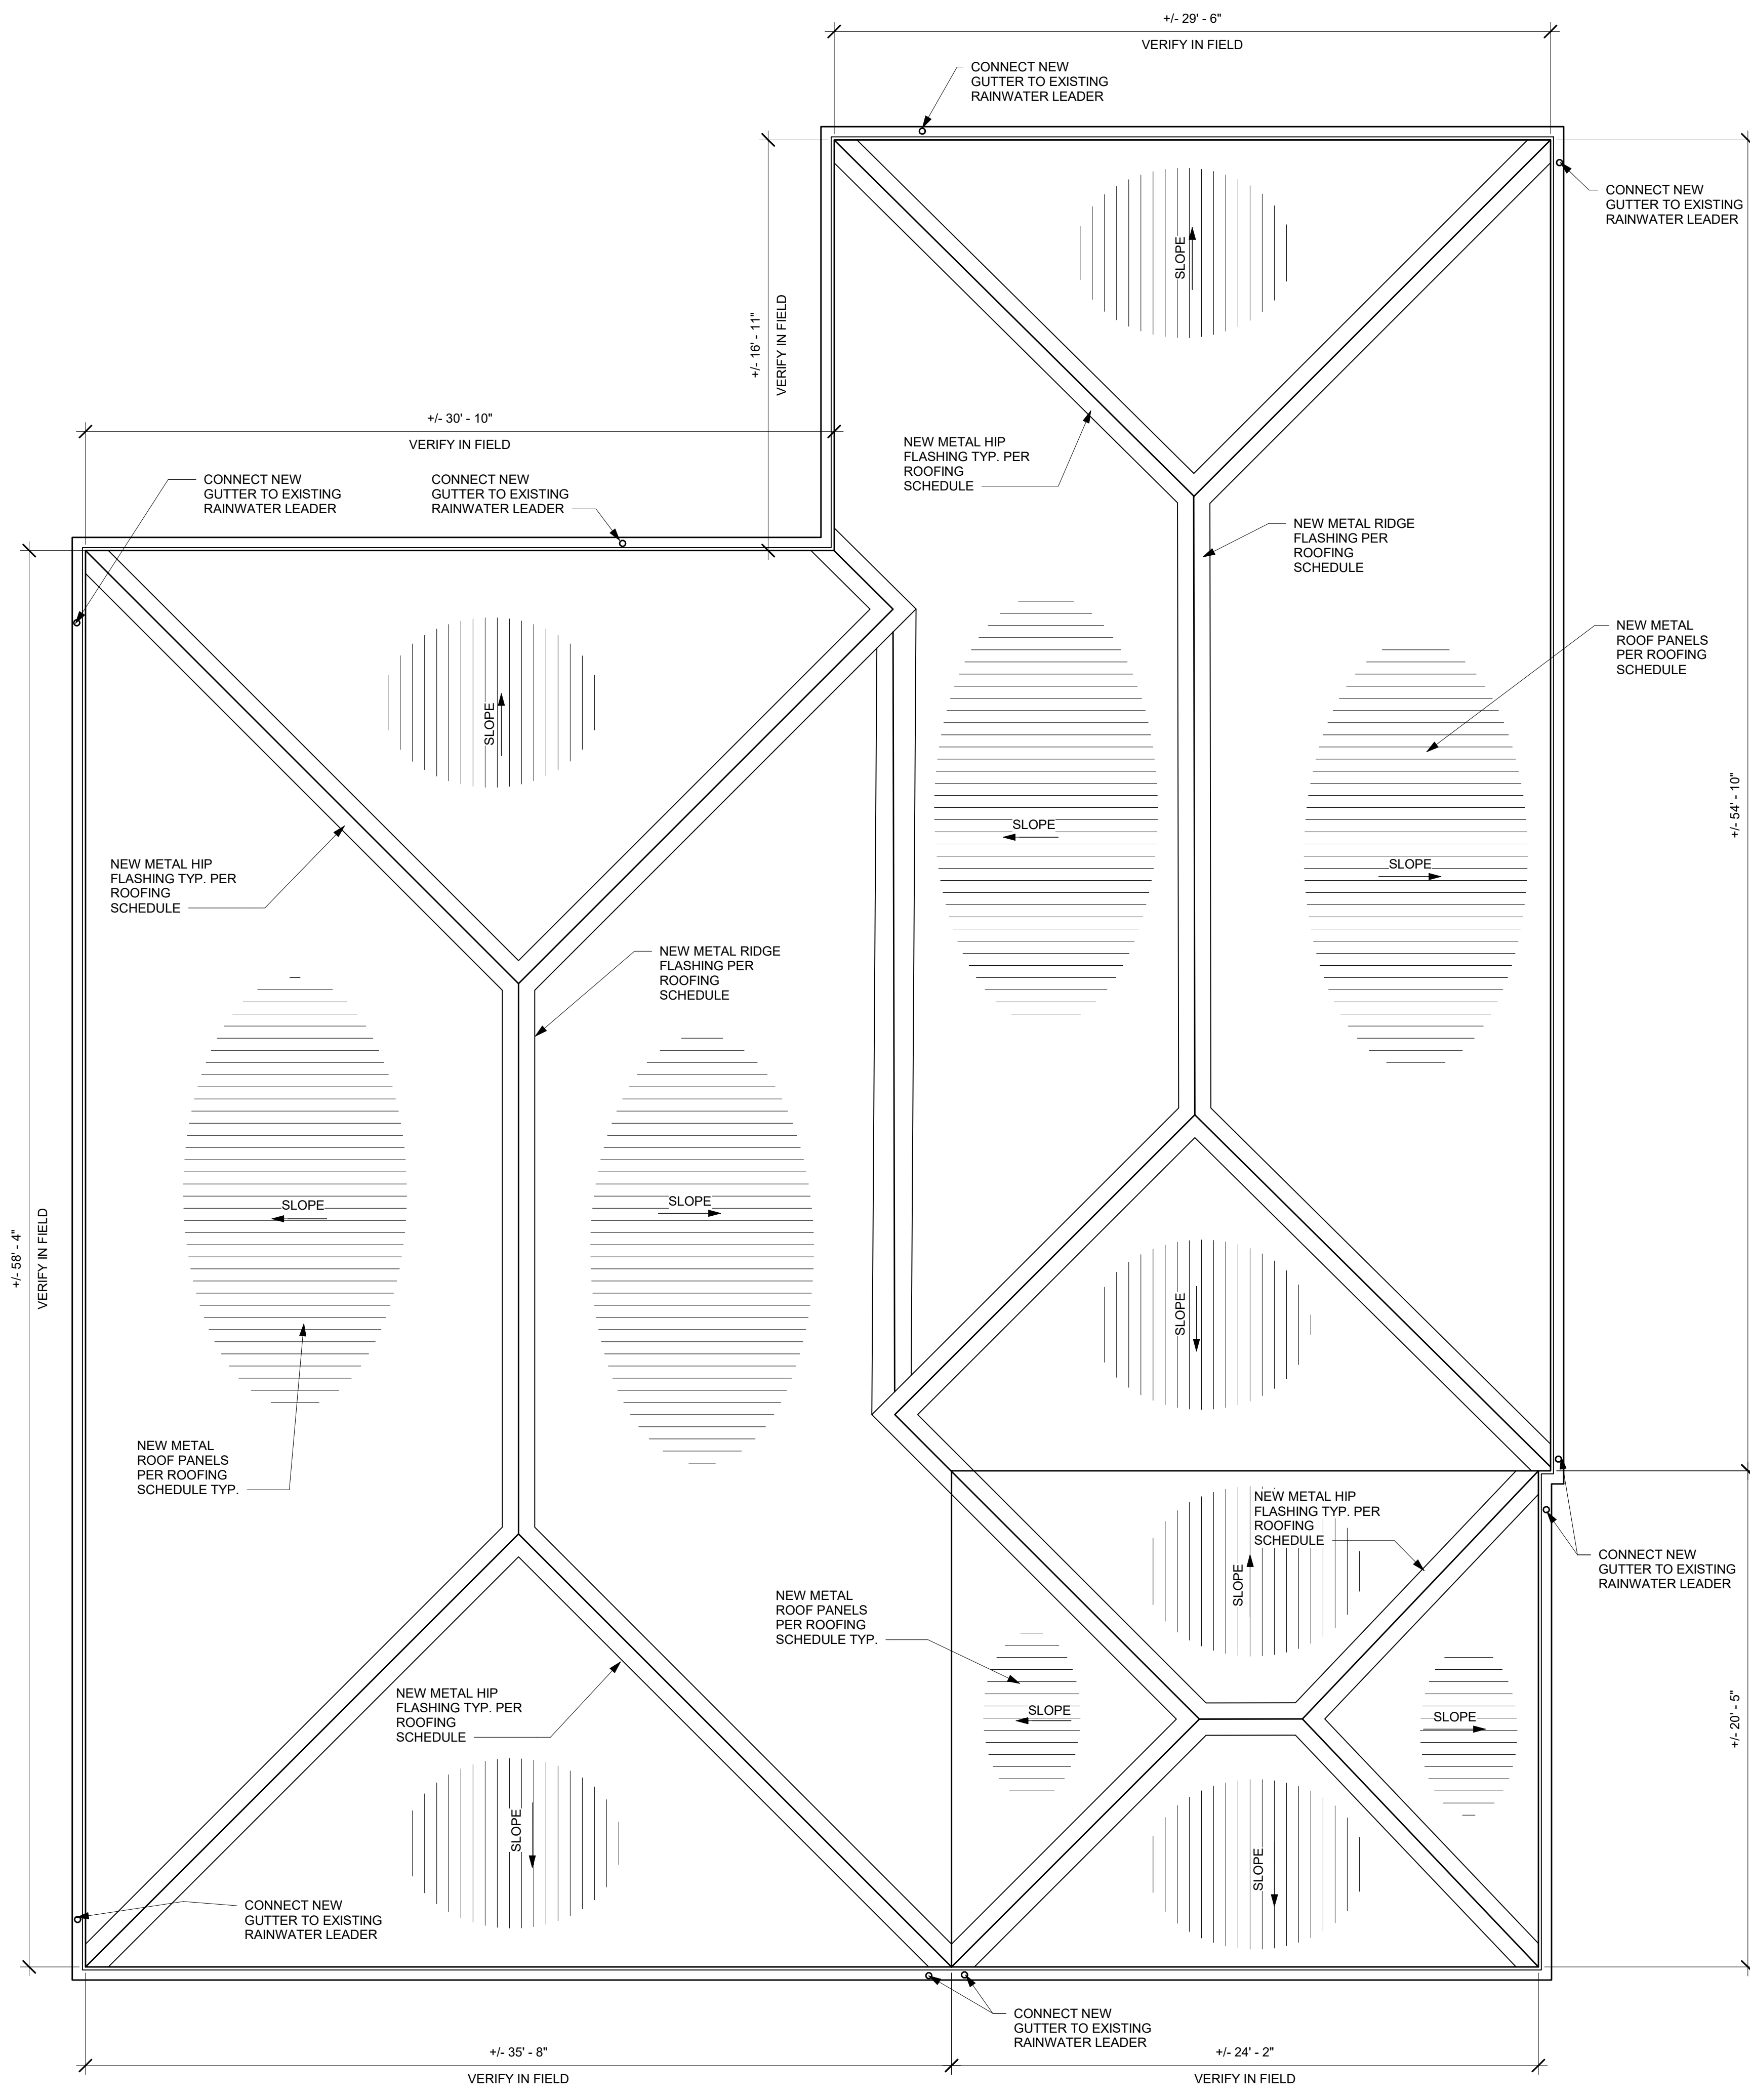 +/- 29' - 6"
VERIFY IN FIELD
CONNECT NEW
GUTTER TO EXISTING
RAINWATER LEADER
CONNECT NEW
GUTTER TO EXISTING
RAINWATER LEADER
SLOPE
+/- 16' - 11"
VERIFY IN FIELD
+/- 30' - 10"
VERIFY IN FIELD
NEW METAL HIP
FLASHING TYP. PER
ROOFING
SCHEDULE
CONNECT NEW
GUTTER TO EXISTING
RAINWATER LEADER
CONNECT NEW
GUTTER TO EXISTING
RAINWATER LEADER
NEW METAL RIDGE
FLASHING PER
ROOFING
SCHEDULE
NEW METAL
ROOF PANELS
PER ROOFING
SCHEDULE
SLOPE
+/- 54' - 10"
SLOPE
SLOPE
NEW METAL HIP
FLASHING TYP. PER
ROOFING
SCHEDULE
NEW METAL RIDGE
FLASHING PER
ROOFING
SCHEDULE
SLOPE
SLOPE
+/- 58' - 4"
VERIFY IN FIELD
SLOPE
NEW METAL
ROOF PANELS
PER ROOFING
SCHEDULE TYP.
NEW METAL HIP
FLASHING TYP. PER
ROOFING
SCHEDULE
CONNECT NEW
GUTTER TO EXISTING
RAINWATER LEADER
SLOPE
NEW METAL
ROOF PANELS
PER ROOFING
SCHEDULE TYP.
NEW METAL HIP
FLASHING TYP. PER
ROOFING
SCHEDULE
SLOPE
SLOPE
+/- 20' - 5"
SLOPE
SLOPE
CONNECT NEW
GUTTER TO EXISTING
RAINWATER LEADER
CONNECT NEW
GUTTER TO EXISTING
RAINWATER LEADER
+/- 35' - 8"
VERIFY IN FIELD
+/- 24' - 2"
VERIFY IN FIELD